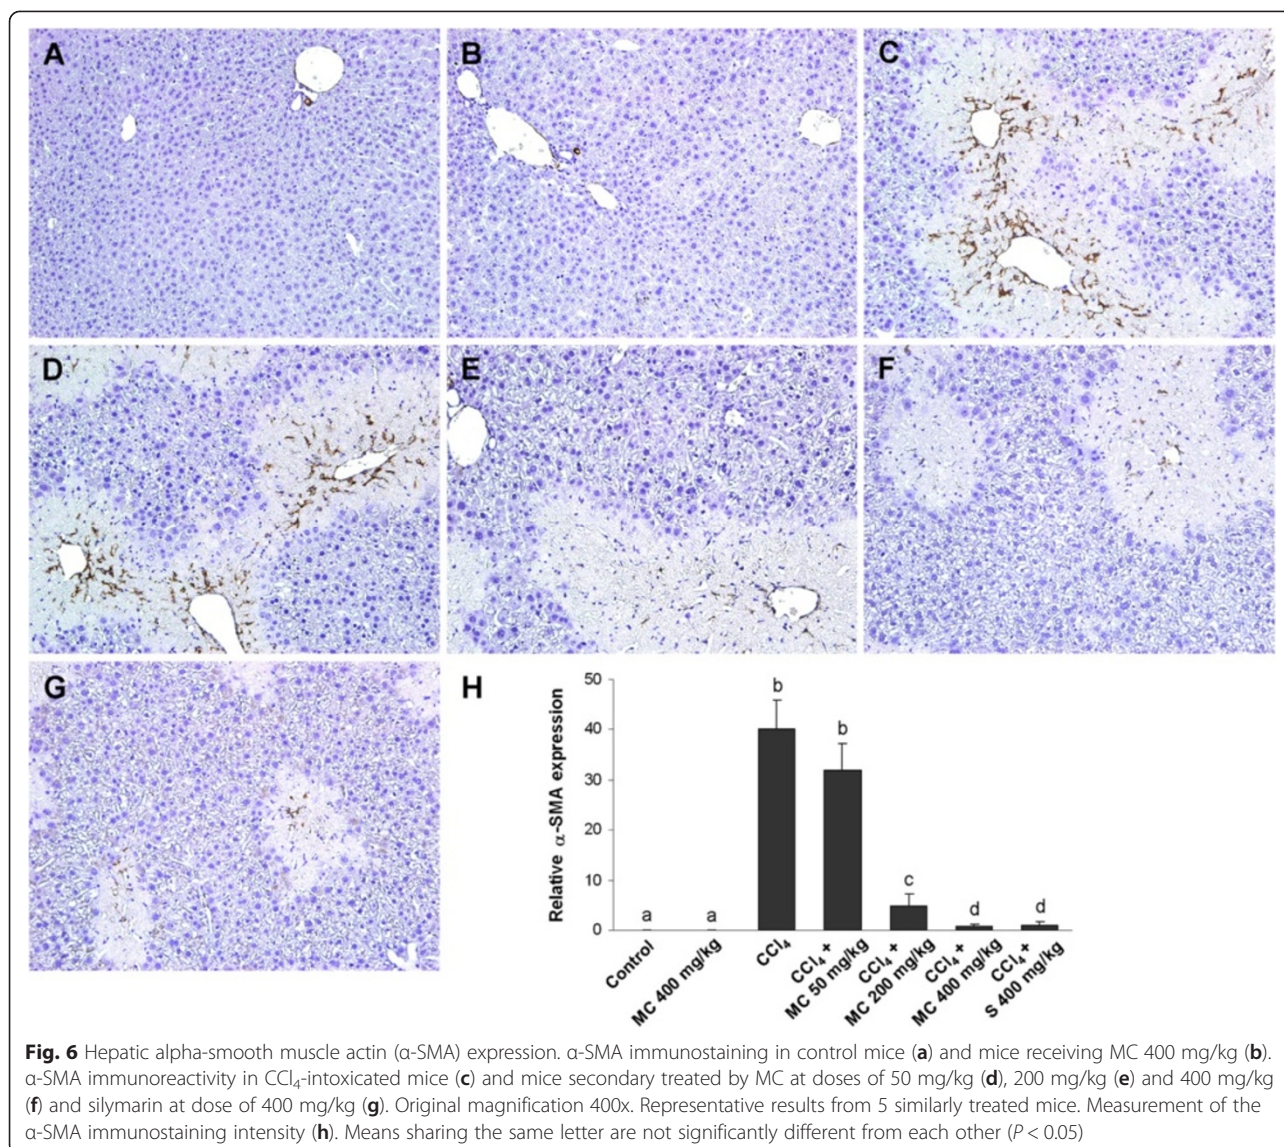 A
B
C
D
E
F
G
H
50
40
30
20
10
0
Relative α-SMA expression
a
a
b
b
c
d
d
Control
MC 400 mg/kg
CCl₄
CCl₄ +
MC 50 mg/kg
CCl₄ +
MC 200 mg/kg
CCl₄ +
MC 400 mg/kg
CCl₄ +
S 400 mg/kg
Fig. 6 Hepatic alpha-smooth muscle actin (α-SMA) expression. α-SMA immunostaining in control mice (a) and mice receiving MC 400 mg/kg (b).
α-SMA immunoreactivity in CCl₄-intoxicated mice (c) and mice secondary treated by MC at doses of 50 mg/kg (d), 200 mg/kg (e) and 400 mg/kg
(f) and silymarin at dose of 400 mg/kg (g). Original magnification 400x. Representative results from 5 similarly treated mice. Measurement of the
α-SMA immunostaining intensity (h). Means sharing the same letter are not significantly different from each other (P < 0.05)